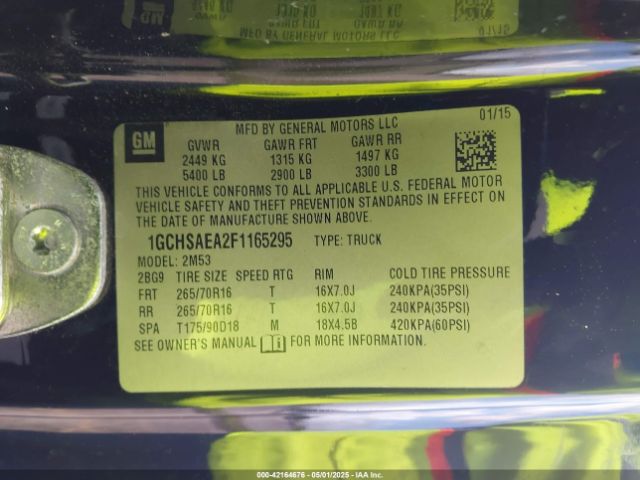 MFD BY GENERAL MOTORS LLC
01/15
GM
GVWR GAWR FRT GAWR RR
2449 KG 1315 KG 1497 KG
5400 LB 2900 LB 3300 LB
THIS VEHICLE CONFORMS TO ALL APPLICABLE U.S. FEDERAL MOTOR
VEHICLE SAFETY AND THEFT PREVENTION STANDARDS IN EFFECT ON
THE DATE OF MANUFACTURE SHOWN ABOVE.
1GCHSAEA2F1165295 TYPE: TRUCK
MODEL: 2M53
2BG9 TIRE SIZE SPEED RTG RIM COLD TIRE PRESSURE
FRT 265/70R16 T 16X7.0J 240KPA(35PSI)
RR 265/70R16 T 16X7.0J 240KPA(35PSI)
SPA T175/90D18 M 18X4.5B 420KPA(60PSI)
SEE OWNER'S MANUAL FOR MORE INFORMATION.
000-42164676 - 05/01/2025 - IAA Inc.